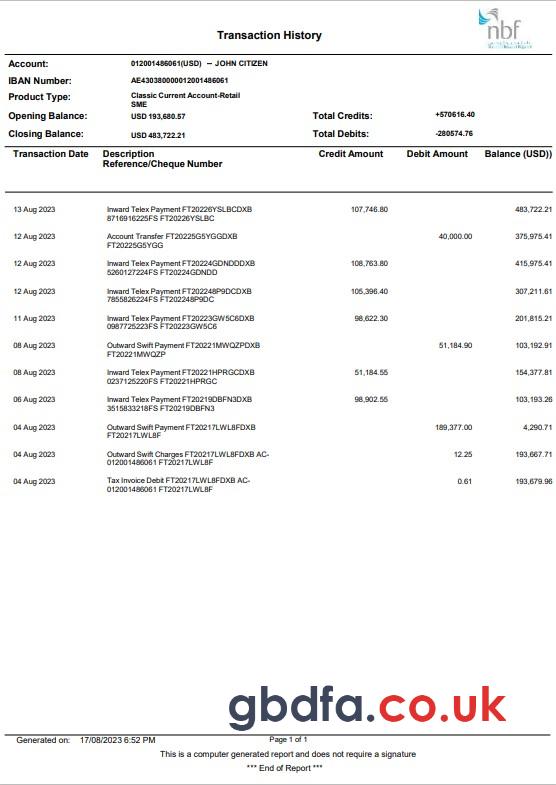 nbf
Transaction History
Account: 012001486061(USD) -- JOHN CITIZEN
IBAN Number: AE430380000012001486061
Product Type: Classic Current Account-Retail
SME
Opening Balance: USD 193,680.57 Total Credits: +570616.40
Closing Balance: USD 483,722.21 Total Debits: -280574.76
Transaction Date Description Credit Amount Debit Amount Balance (USD))
Reference/Cheque Number
13 Aug 2023 Inward Telex Payment FT20226YSLBCDXB 107,746.80 483,722.21
8716916225FS FT20226YSLBC
12 Aug 2023 Account Transfer FT20225G5YGGDXB 40,000.00 375,975.41
FT20225G5YGG
12 Aug 2023 Inward Telex Payment FT20224GDNDDDXB 108,763.80 415,975.41
5260127224FS FT20224GDNDD
12 Aug 2023 Inward Telex Payment FT202248P9DCDXB 105,396.40 307,211.61
7855826224FS FT202248P9DC
11 Aug 2023 Inward Telex Payment FT20223GW5C6DXB 98,622.30 201,815.21
0987725223FS FT20223GW5C6
08 Aug 2023 Outward Swift Payment FT20221MWQZPDXB 51,184.90 103,192.91
FT20221MWQZP
08 Aug 2023 Inward Telex Payment FT20221HPRGCDXB 51,184.55 154,377.81
0237125220FS FT20221HPRGC
06 Aug 2023 Inward Telex Payment FT20219DBFN3DXB 98,902.55 103,193.26
3515833218FS FT20219DBFN3
04 Aug 2023 Outward Swift Payment FT20217LWL8FDXB 189,377.00 4,290.71
FT20217LWL8F
04 Aug 2023 Outward Swift Charges FT20217LWL8FDXB AC- 12.25 193,667.71
012001486061 FT20217LWL8F
04 Aug 2023 Tax Invoice Debit FT20217LWL8FDXB AC- 0.61 193,679.96
012001486061 FT20217LWL8F
gbdfa.co.uk
Generated on: 17/08/2023 6:52 PM Page 1 of 1
This is a computer generated report and does not require a signature
*** End of Report ***